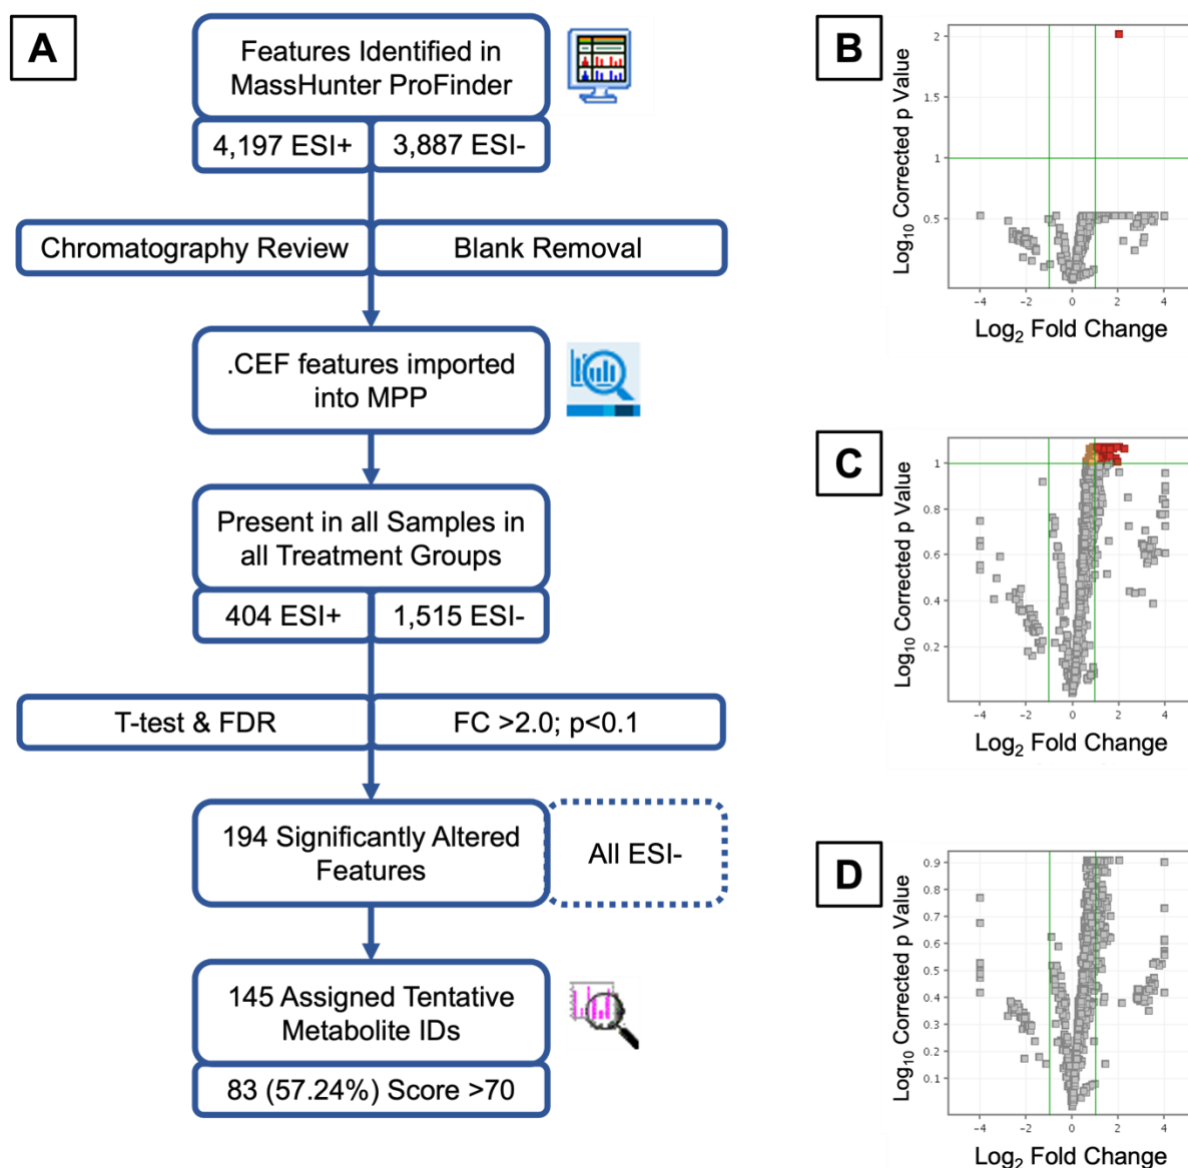 A
Features Identified in
MassHunter ProFinder
4,197 ESI+
3,887 ESI-
Chromatography Review
Blank Removal
.CEF features imported
into MPP
Present in all Samples in
all Treatment Groups
404 ESI+
1,515 ESI-
T-test & FDR
FC >2.0; p<0.1
194 Significantly Altered
Features
All ESI-
145 Assigned Tentative
Metabolite IDs
83 (57.24%) Score >70
B
Log10 Corrected p Value
2
1.5
1
0.5
-4 -2 0 2 4
Log2 Fold Change
C
Log10 Corrected p Value
1
0.8
0.6
0.4
0.2
-4 -2 0 2 4
Log2 Fold Change
D
Log10 Corrected p Value
0.9
0.8
0.7
0.6
0.5
0.4
0.3
0.2
0.1
-4 -2 0 2 4
Log2 Fold Change